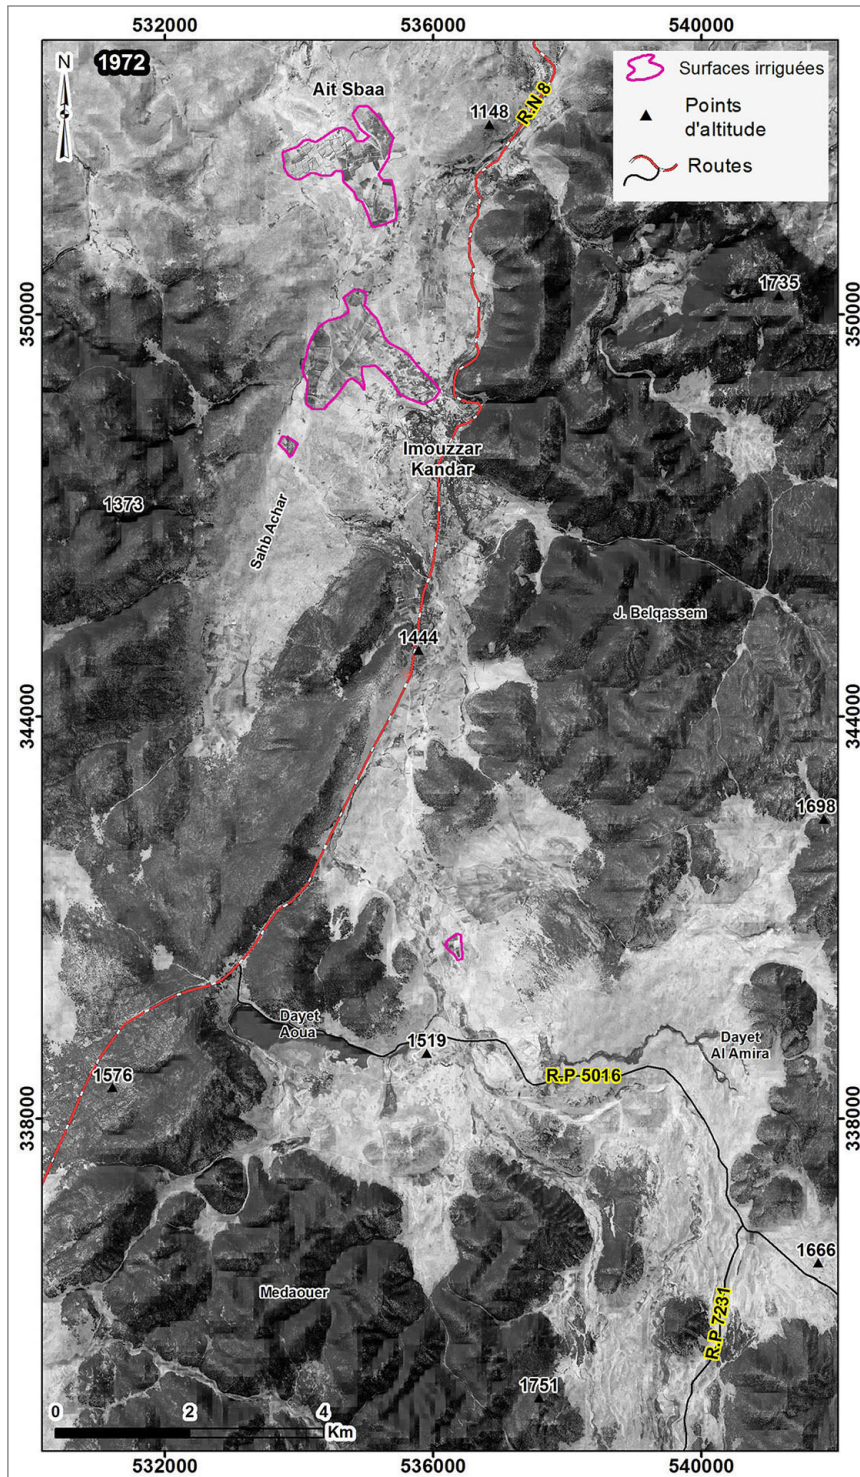 532000
536000
540000
1972
N
Surfaces irriguées
Points
d'altitude
Routes
Ait Sbaa
1148
R.N-8
1735
350000
350000
Imouzzar
Kandar
1373
Sahb Achar
J. Belqassem
1444
344000
344000
1698
Dayet
Aoua
1519
Dayet
Al Amira
R.P-5016
1576
338000
338000
1666
Medaouer
R.P 7231
1751
0
2
4
Km
532000
536000
540000